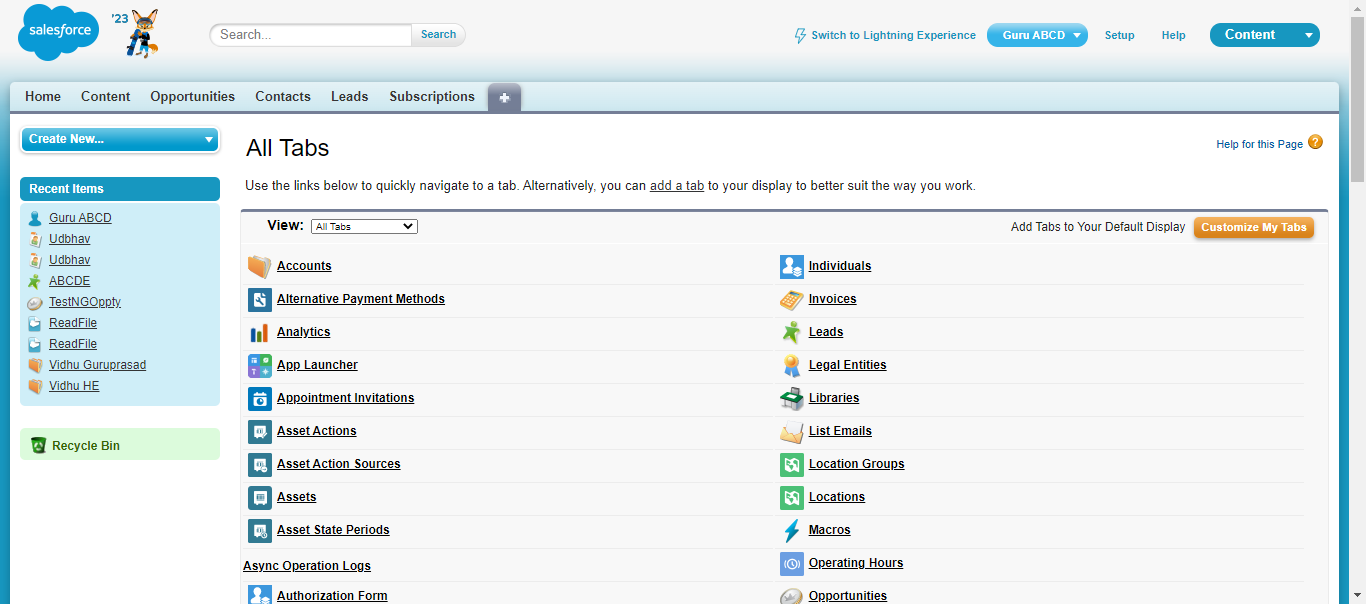 salesforce
'23
Search...
Search
Switch to Lightning Experience
Guru ABCD
Setup
Help
Content
Home Content Opportunities Contacts Leads Subscriptions
Create New...
Recent Items
Guru ABCD
Udbhav
Udbhav
ABCDE
TestNGOppty
ReadFile
ReadFile
Vidhu Guruprasad
Vidhu HE
Recycle Bin
All Tabs
Help for this Page
Use the links below to quickly navigate to a tab. Alternatively, you can add a tab to your display to better suit the way you work.
View: All Tabs
Add Tabs to Your Default Display
Customize My Tabs
Accounts
Alternative Payment Methods
Analytics
App Launcher
Appointment Invitations
Asset Actions
Asset Action Sources
Assets
Asset State Periods
Async Operation Logs
Authorization Form
Individuals
Invoices
Leads
Legal Entities
Libraries
List Emails
Location Groups
Locations
Macros
Operating Hours
Opportunities